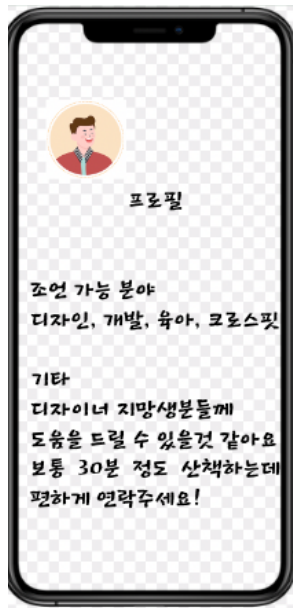 프로필
조언 가능 분야
디자인, 개발, 육아, 크로스핏
기타
디자이너 지망생분들께
도움을 드릴 수 있을것 같아요
보통 30분 정도 산책하는데
편하게 연락주세요!